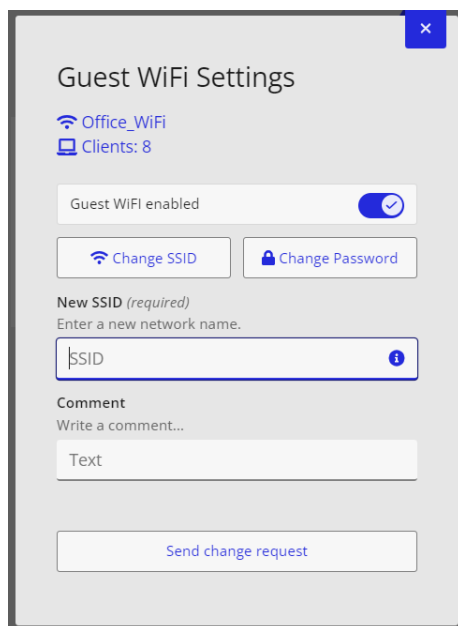 Guest WiFi Settings
Office_WiFi
Clients: 8
Guest WiFI enabled
Change SSID
Change Password
New SSID (required)
Enter a new network name.
SSID
Comment
Write a comment...
Text
Send change request